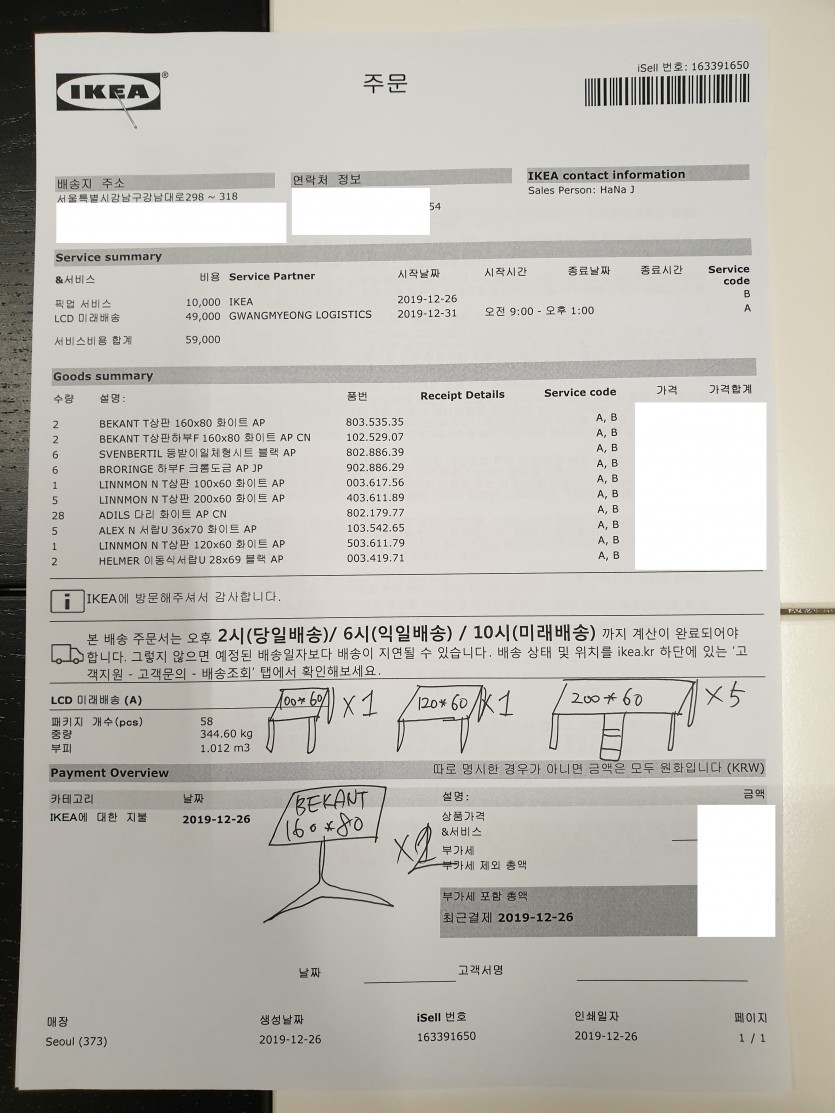 IKEA®
주문
iSell 번호: 163391650
배송지 주소
서울특별시강남구강남대로298 ~ 318
연락처 정보
54
IKEA contact information
Sales Person: HaNa J
Service summary
&서비스 비용 Service Partner 시작날짜 시작시간 종료날짜 종료시간 Service code
픽업 서비스 10,000 IKEA 2019-12-26 B
LCD 미래배송 49,000 GWANGMYEONG LOGISTICS 2019-12-31 오전 9:00 - 오후 1:00 A
서비스비용 합계 59,000
Goods summary
수량 설명: 품번 Receipt Details Service code 가격 가격합계
2 BEKANT T상판 160x80 화이트 AP 803.535.35 A, B
2 BEKANT T상판하부F 160x80 화이트 AP CN 102.529.07 A, B
6 SVENBERTIL 등받이일체형시트 블랙 AP 802.886.39 A, B
6 BRORINGE 하부F 크롬도금 AP JP 902.886.29 A, B
1 LINNMON N T상판 100x60 화이트 AP 003.617.56 A, B
5 LINNMON N T상판 200x60 화이트 AP 403.611.89 A, B
28 ADILS 다리 화이트 AP CN 802.179.77 A, B
5 ALEX N 서랍U 36x70 화이트 AP 103.542.65 A, B
1 LINNMON N T상판 120x60 화이트 AP 503.611.79 A, B
2 HELMER 이동식서랍U 28x69 블랙 AP 003.419.71 A, B
i IKEA에 방문해주셔서 감사합니다.
본 배송 주문서는 오후 2시(당일배송)/ 6시(익일배송) / 10시(미래배송) 까지 계산이 완료되어야
합니다. 그렇지 않으면 예정된 배송일자보다 배송이 지연될 수 있습니다. 배송 상태 및 위치를 ikea.kr 하단에 있는 '고
객지원 - 고객문의 - 배송조회' 탭에서 확인해보세요.
LCD 미래배송 (A)
패키지 개수(pcs) 58
중량 344.60 kg
부피 1.012 m3
100*60 X1
120*60 X1
200*60 X5
Payment Overview 따로 명시한 경우가 아니면 금액은 모두 원화입니다 (KRW)
카테고리 날짜 설명: 금액
IKEA에 대한 지불 2019-12-26
BEKANT
160*80
X2
상품가격
&서비스
부가세
부가세 제외 총액
부가세 포함 총액
최근결제 2019-12-26
날짜 고객서명
매장 생성날짜 iSell 번호 인쇄일자 페이지
Seoul (373) 2019-12-26 163391650 2019-12-26 1 / 1